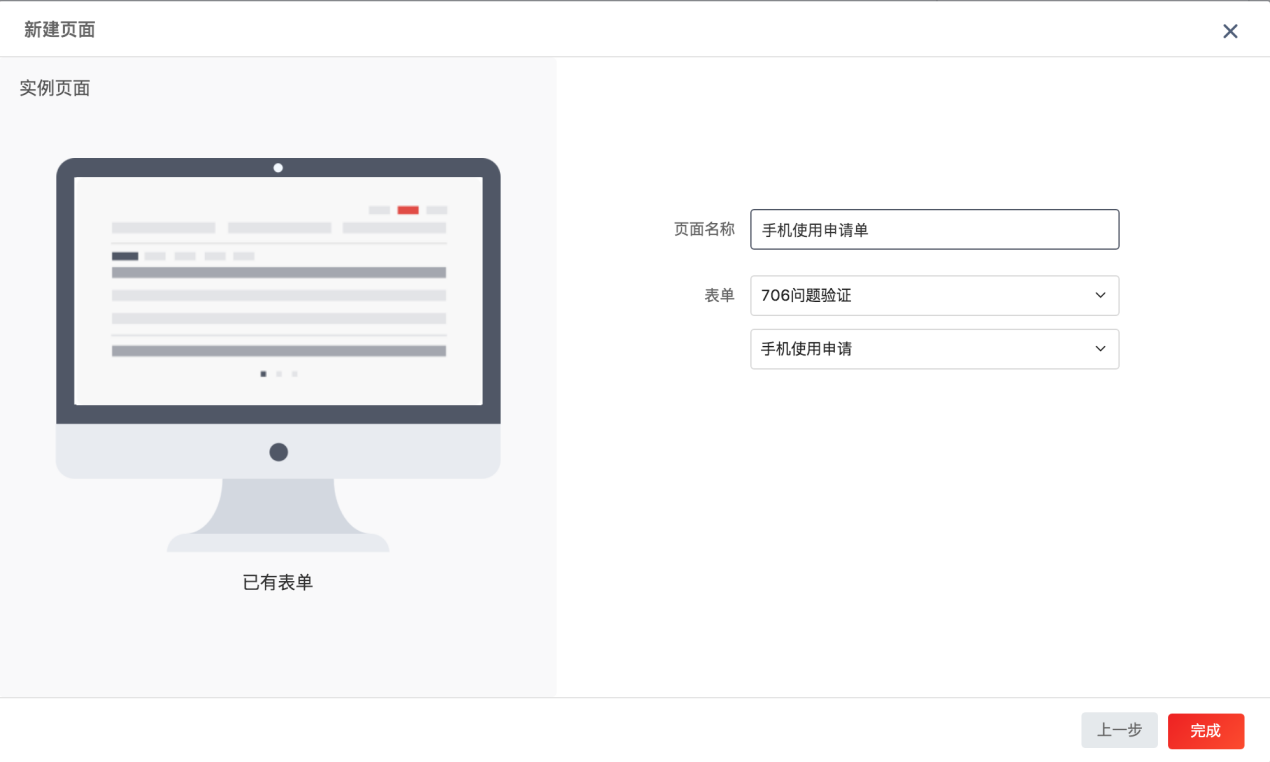 新建页面
实例页面
已有表单
页面名称 手机使用申请单
表单 706问题验证
手机使用申请
上一步 完成